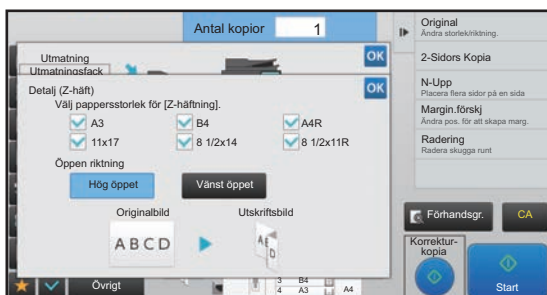 Antal kopior 1
Utmatning
OK
Utmatningsfack
Detalj (Z-häft)
OK
Välj pappersstorlek för [Z-häftning].
A3
B4
A4R
11x17
8 1/2x14
8 1/2x11R
Öppen riktning
Hög öppet
Vänst öppet
Originalbild
Utskriftsbild
A B C D
Övrigt
3 B4
4 A3
A4
Original
Ändra storlek/riktning.
2-Sidors Kopia
N-Upp
Placera flera sidor på en sida
Margin.förskj
Ändra pos. för att skapa marg.
Radering
Radera skugga runt
Förhandsgr.
CA
Korrektur-
kopia
Start